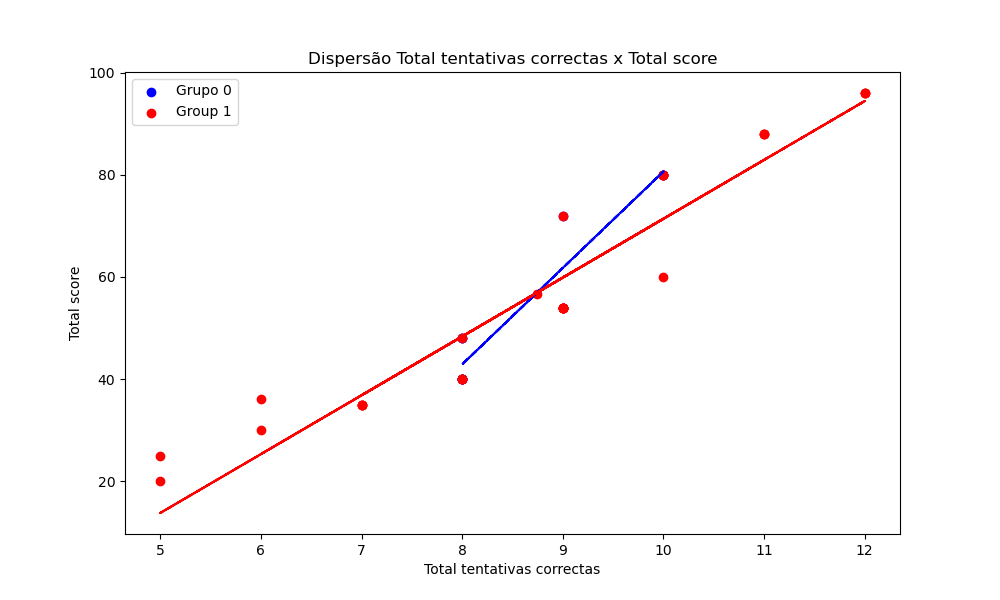 Dispersão Total tentativas correctas x Total score
Grupo 0
Group 1
Total score
100
80
60
40
20
5 6 7 8 9 10 11 12
Total tentativas correctas